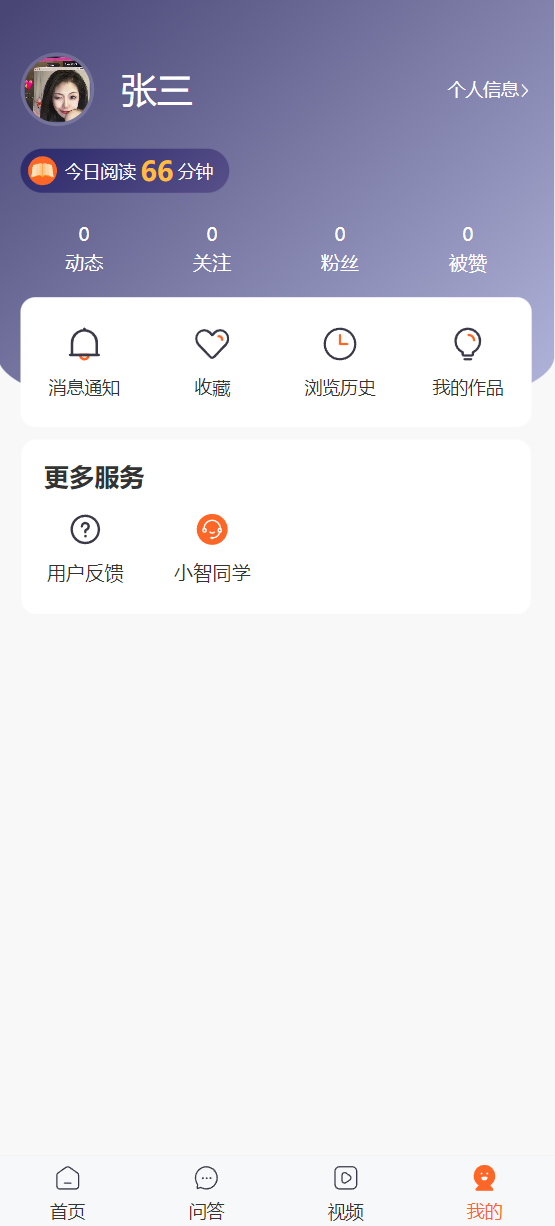 张三
个人信息
今日阅读 66 分钟
0 0 0 0
动态 关注 粉丝 被赞
消息通知 收藏 浏览历史 我的作品
更多服务
用户反馈 小智同学
首页 问答 视频 我的